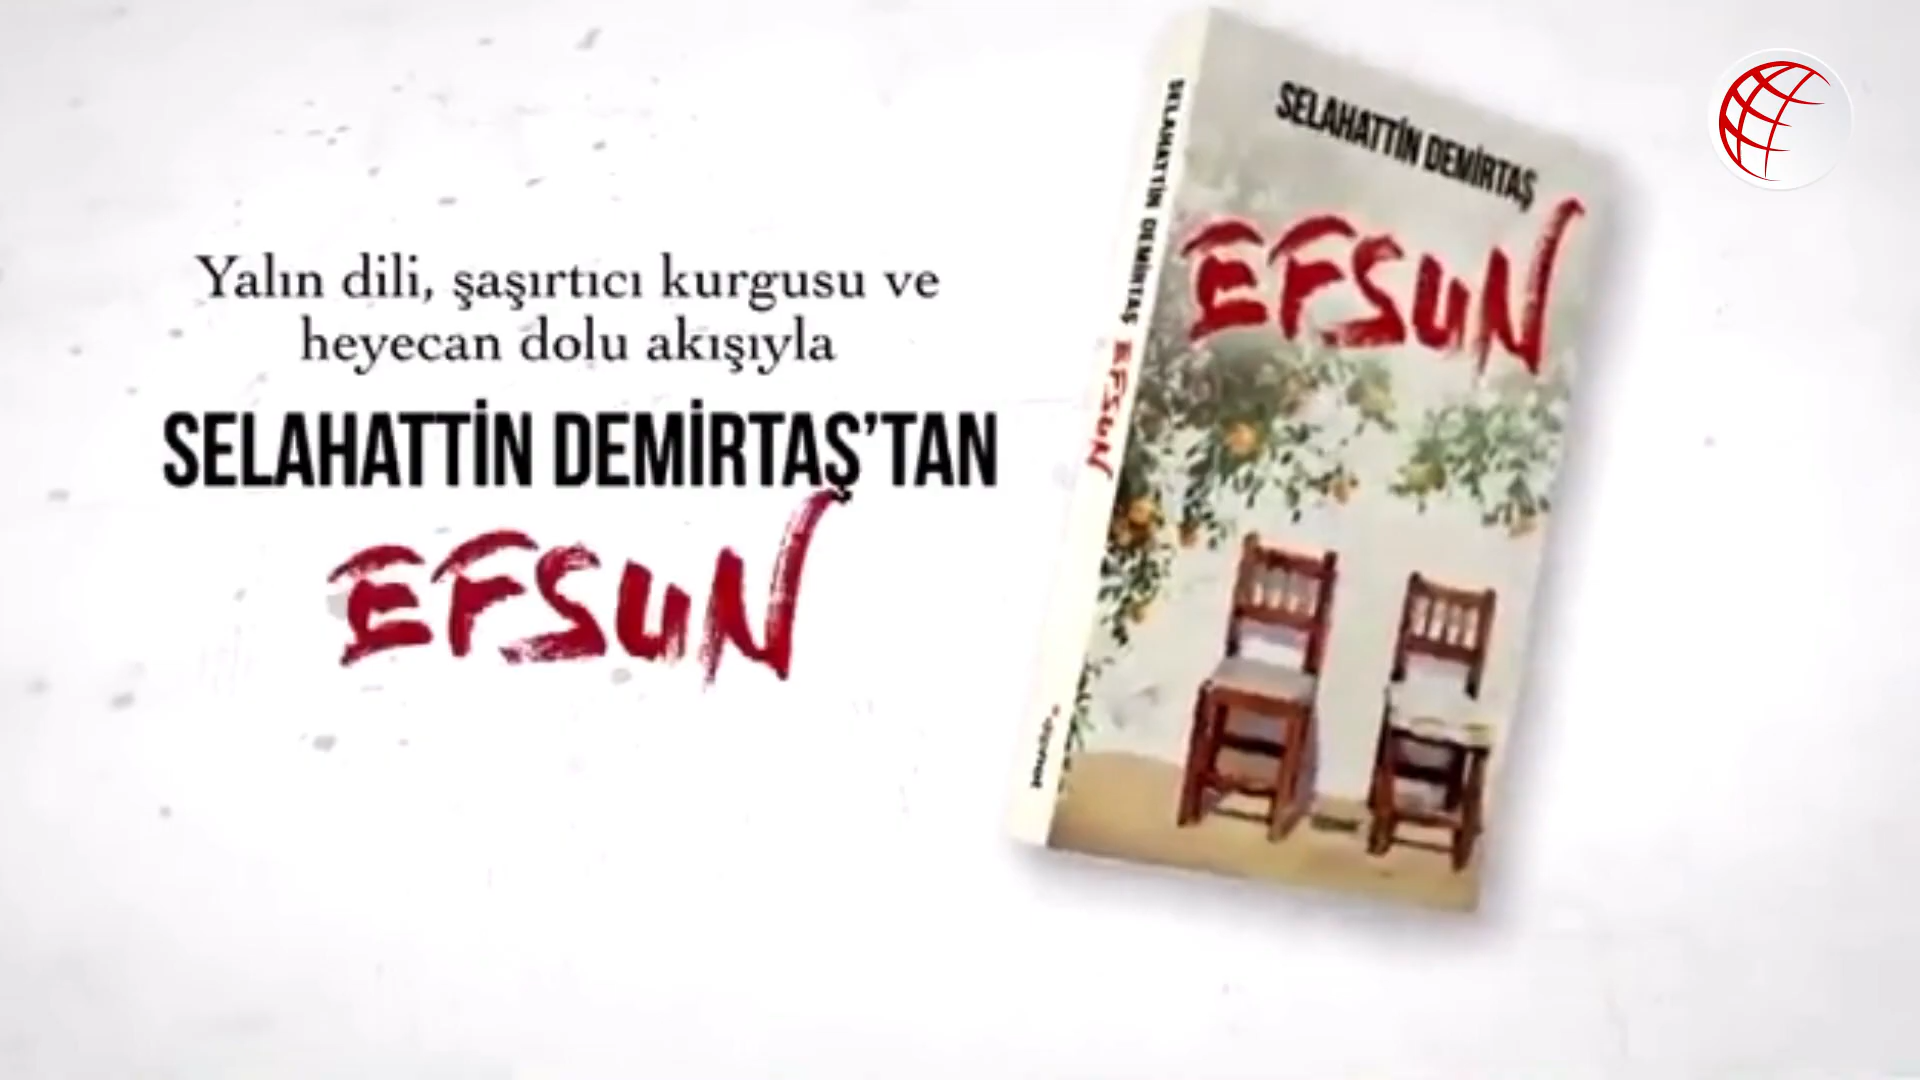 Yalın dili, şaşırtıcı kurgusu ve
heyecan dolu akışıyla
SELAHATTİN DEMİRTAŞ’TAN
EFSUN
SELAHATTİN DEMİRTAŞ
EFSUN
SELAHATTİN DEMİRTAŞ EFSUN